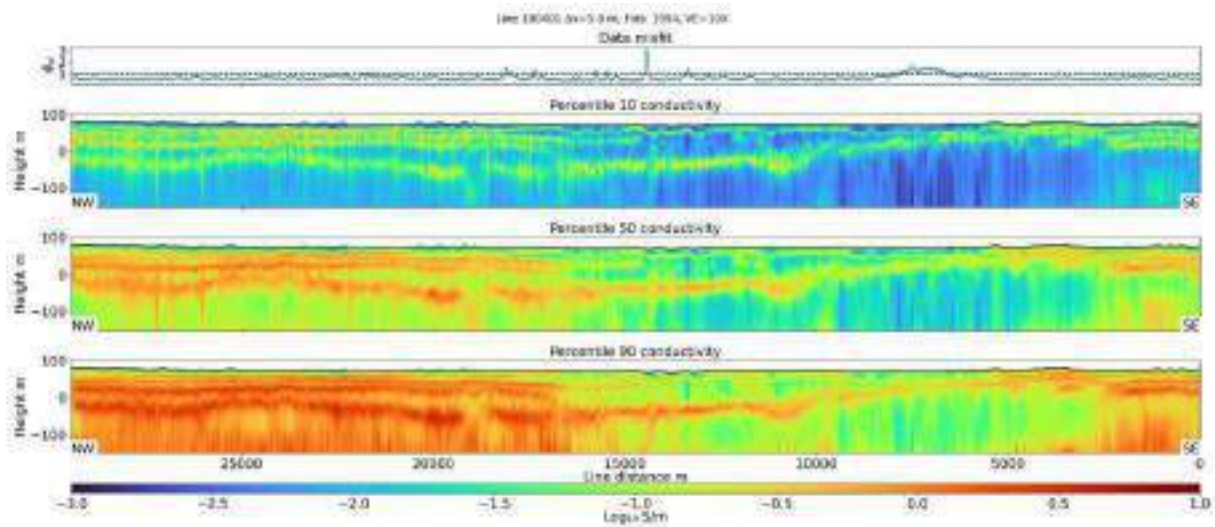 Data misfit
Percentile 10 conductivity
100
0
−100
Height m
NW
SE
Percentile 50 conductivity
100
0
−100
Height m
NW
SE
Percentile 90 conductivity
100
0
−100
Height m
NW
SE
25000
20000
15000
10000
5000
0
Line distance m
−3.0
−2.5
−2.0
−1.5
−1.0
−0.5
0.0
0.5
1.0
Log₁₀ S/m